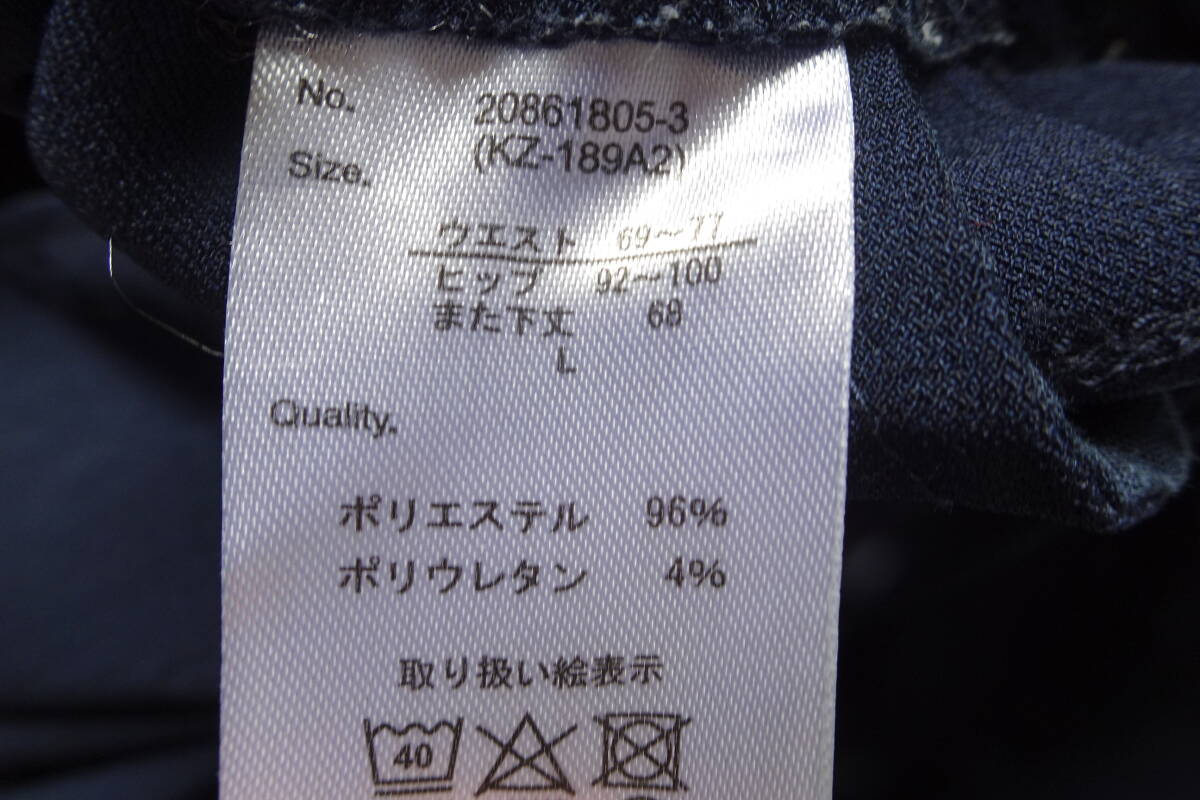 No. 20861805-3
(KZ-189A2)
Size.
ウエスト 69～77
ヒップ 92～100
また下丈 68
L
Quality.
ポリエステル 96%
ポリウレタン 4%
取り扱い絵表示
40